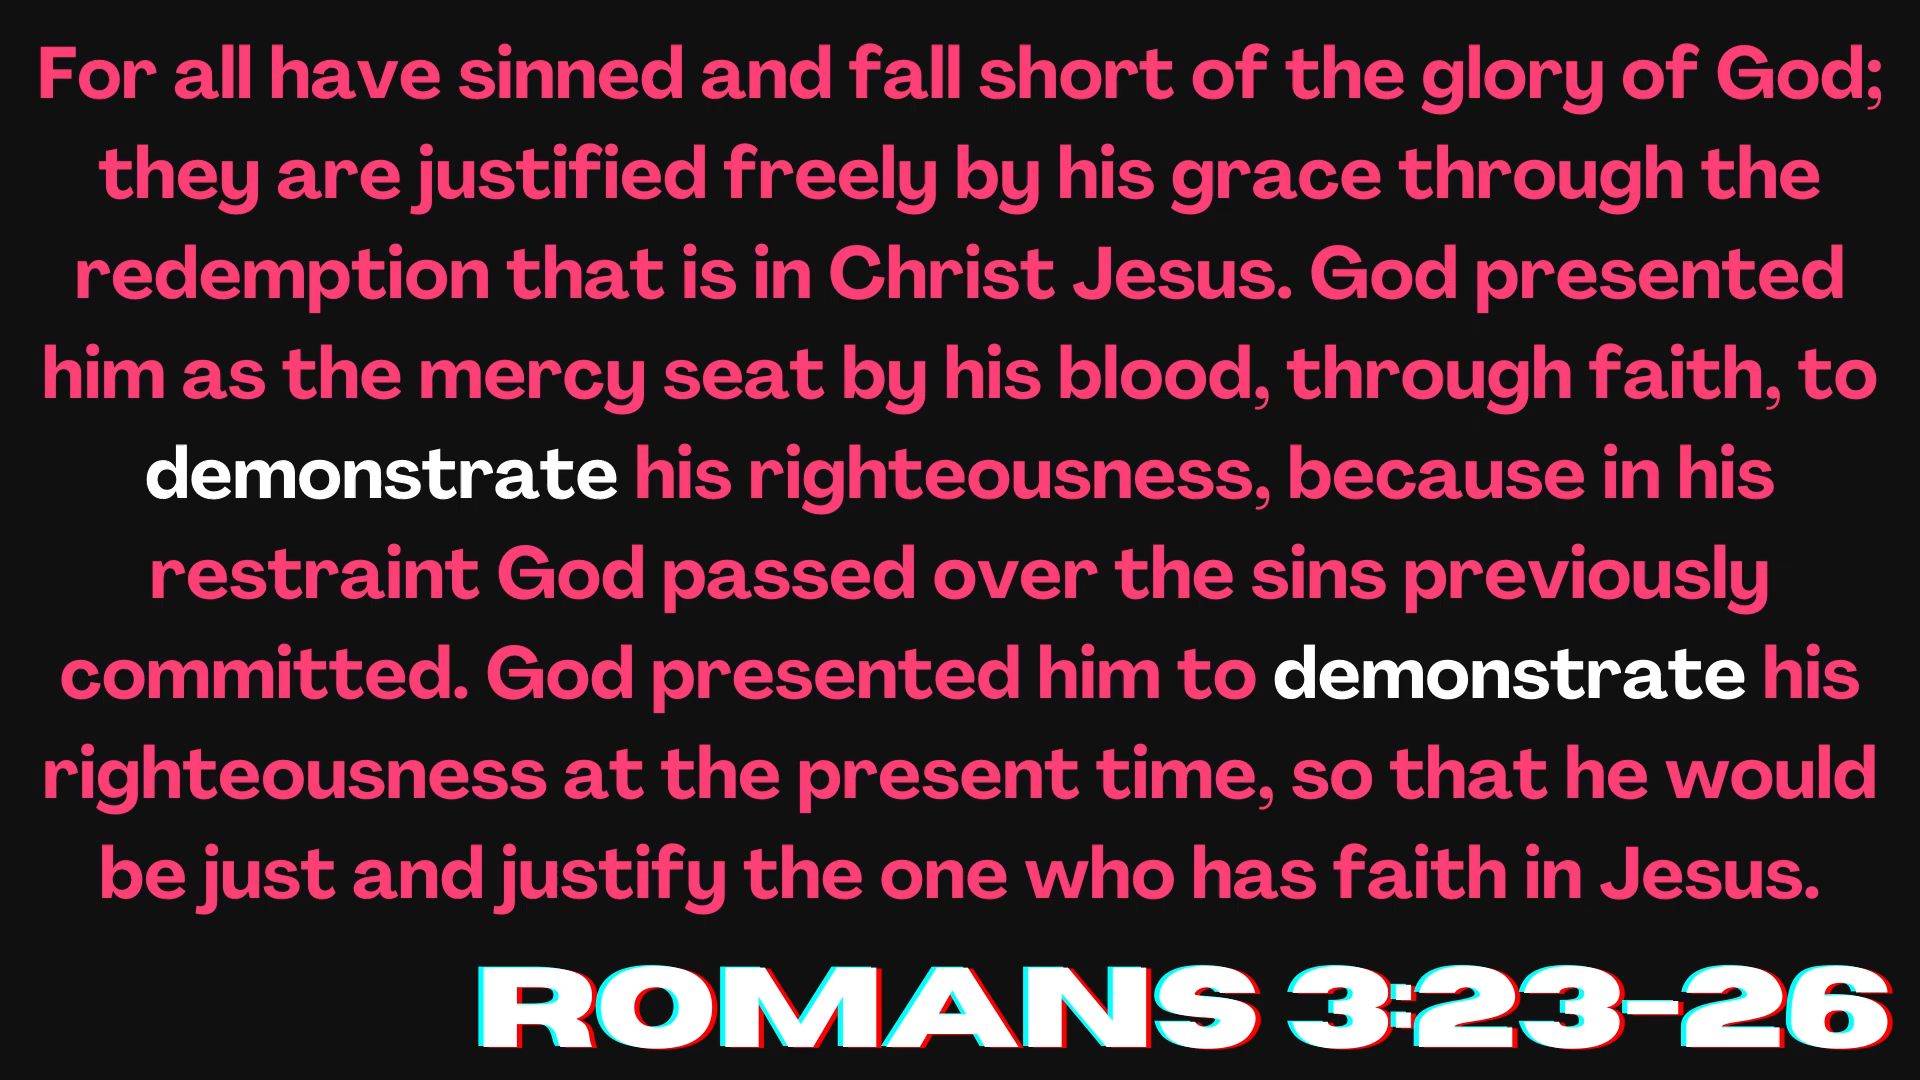 For all have sinned and fall short of the glory of God;
they are justified freely by his grace through the
redemption that is in Christ Jesus. God presented
him as the mercy seat by his blood, through faith, to
demonstrate his righteousness, because in his
restraint God passed over the sins previously
committed. God presented him to demonstrate his
righteousness at the present time, so that he would
be just and justify the one who has faith in Jesus.
ROMANS 3:23-26